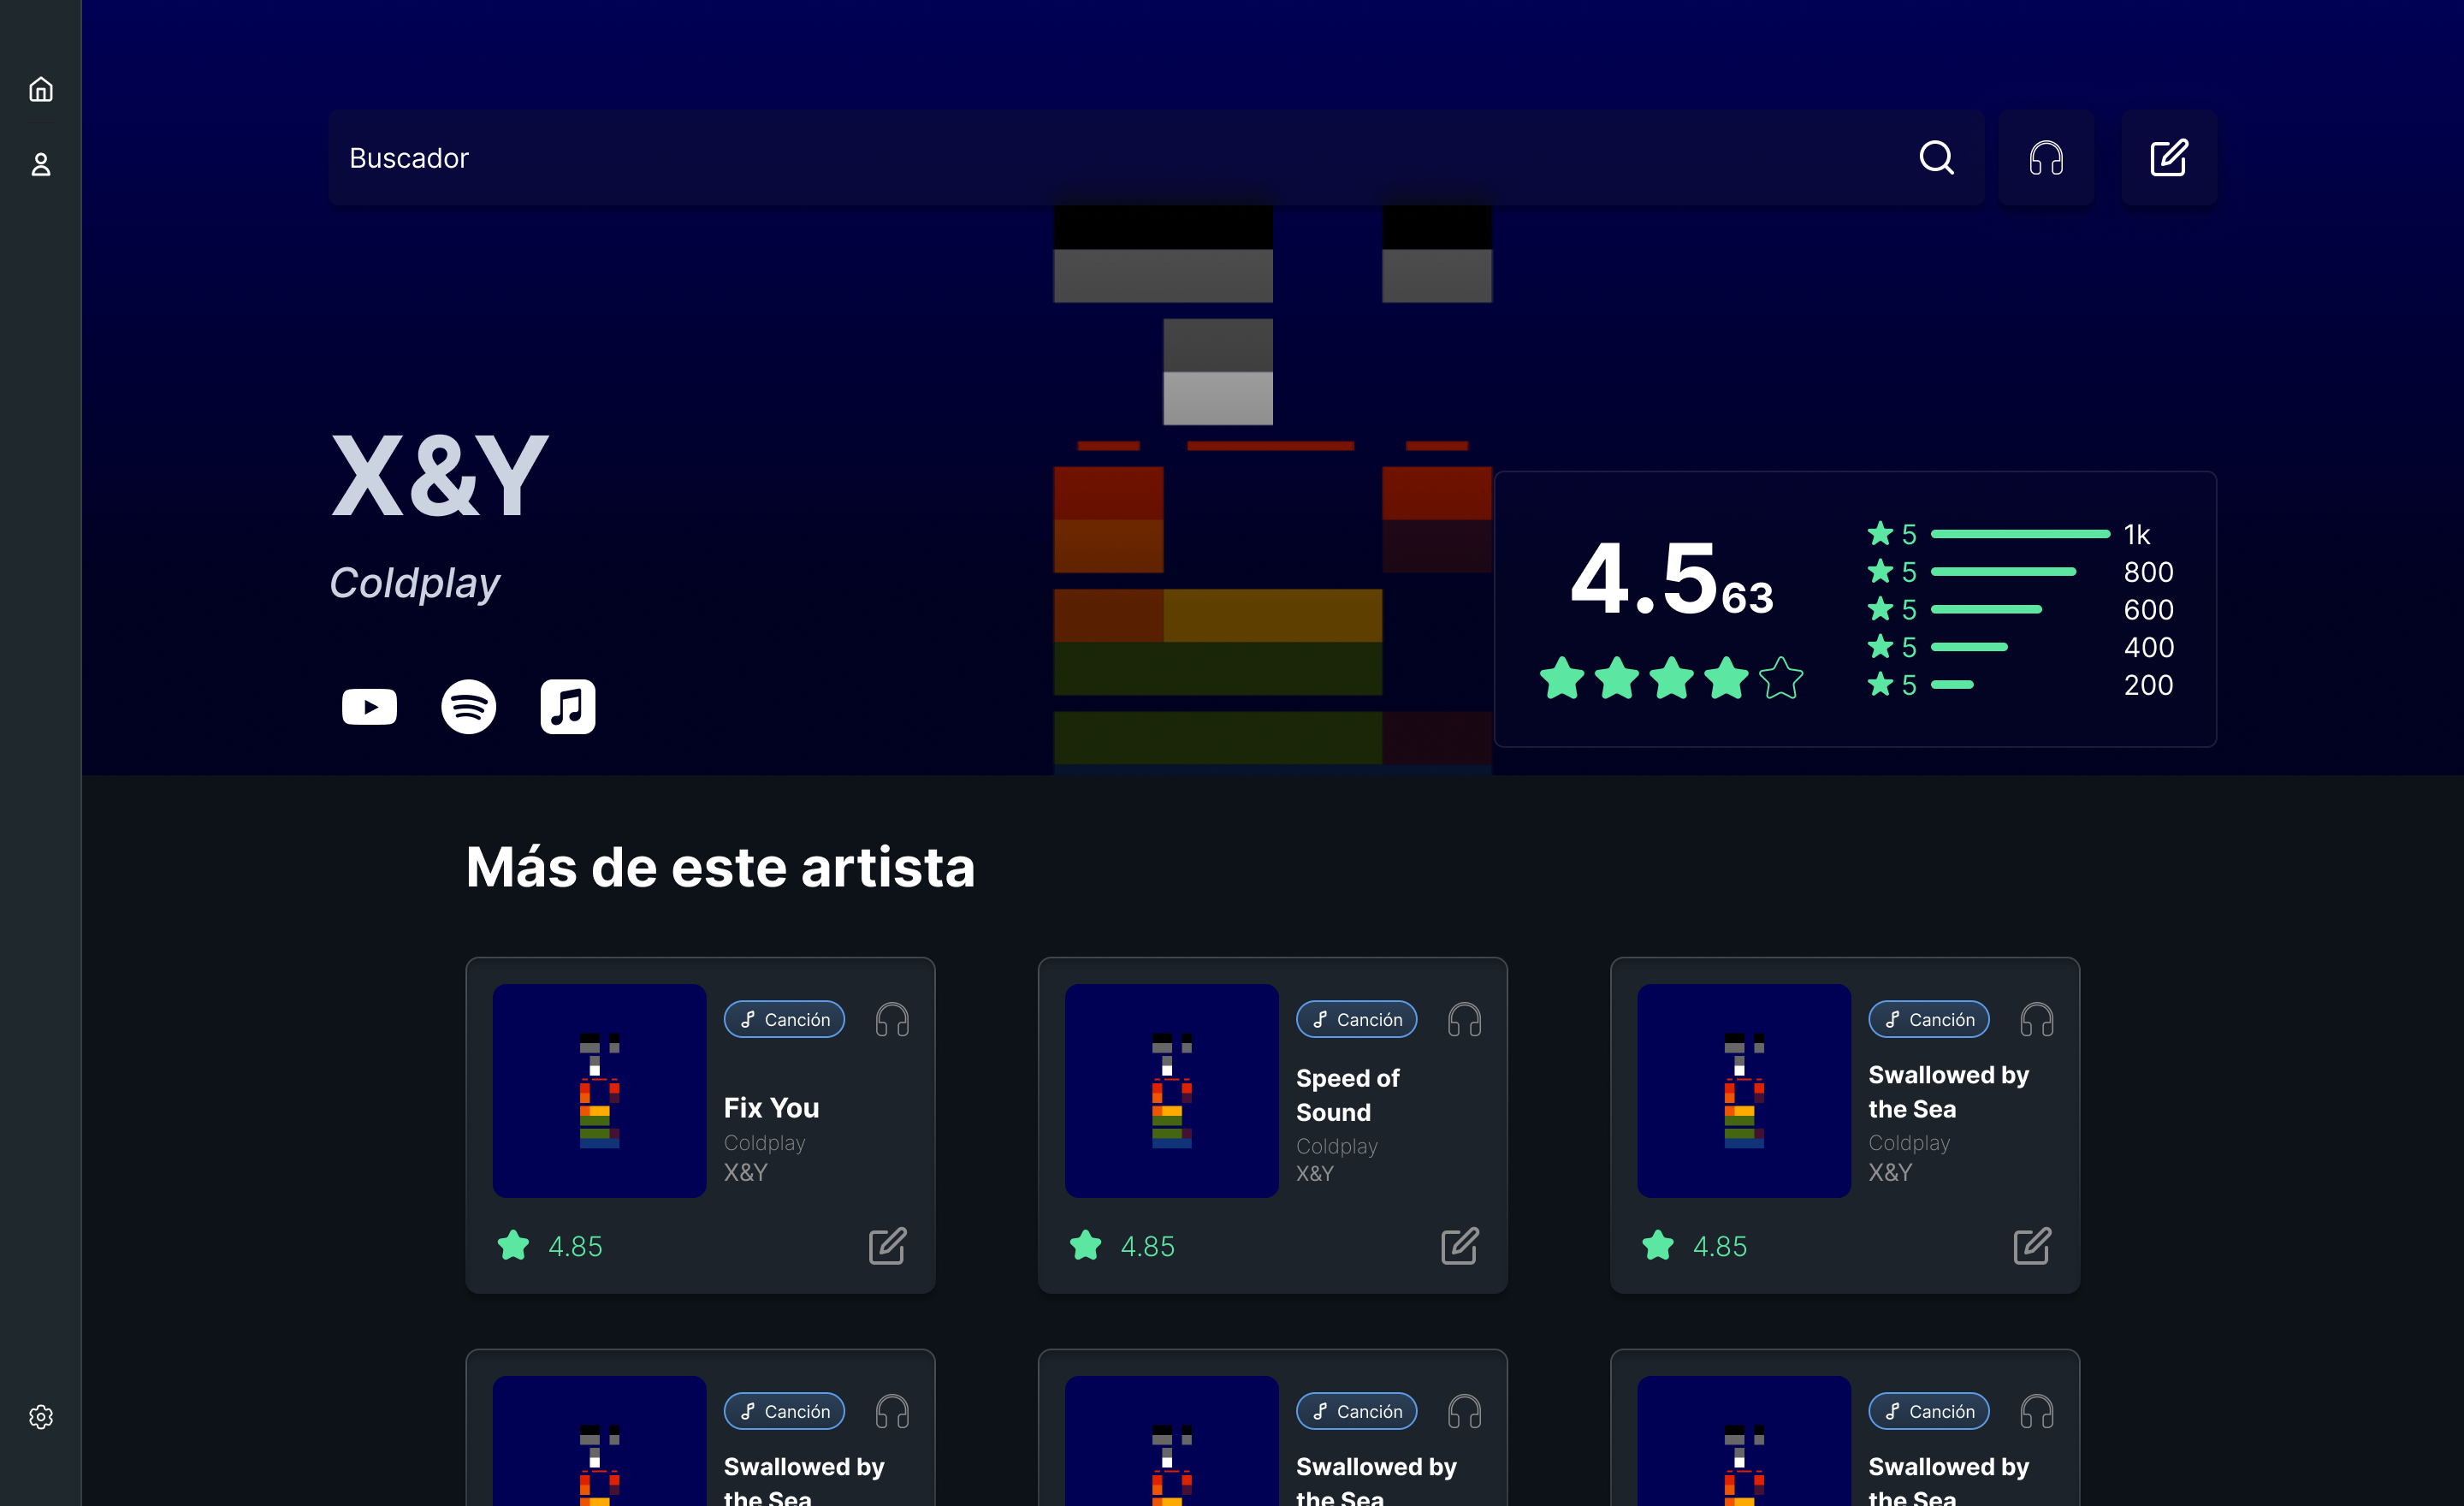 Buscador
X&Y
Coldplay
4.563
5 1k
5 800
5 600
5 400
5 200
Más de este artista
Canción
Fix You
Coldplay
X&Y
4.85
Canción
Speed of
Sound
Coldplay
X&Y
4.85
Canción
Swallowed by
the Sea
Coldplay
X&Y
4.85
Canción
Swallowed by
the Sea
Canción
Swallowed by
the Sea
Canción
Swallowed by
the Sea